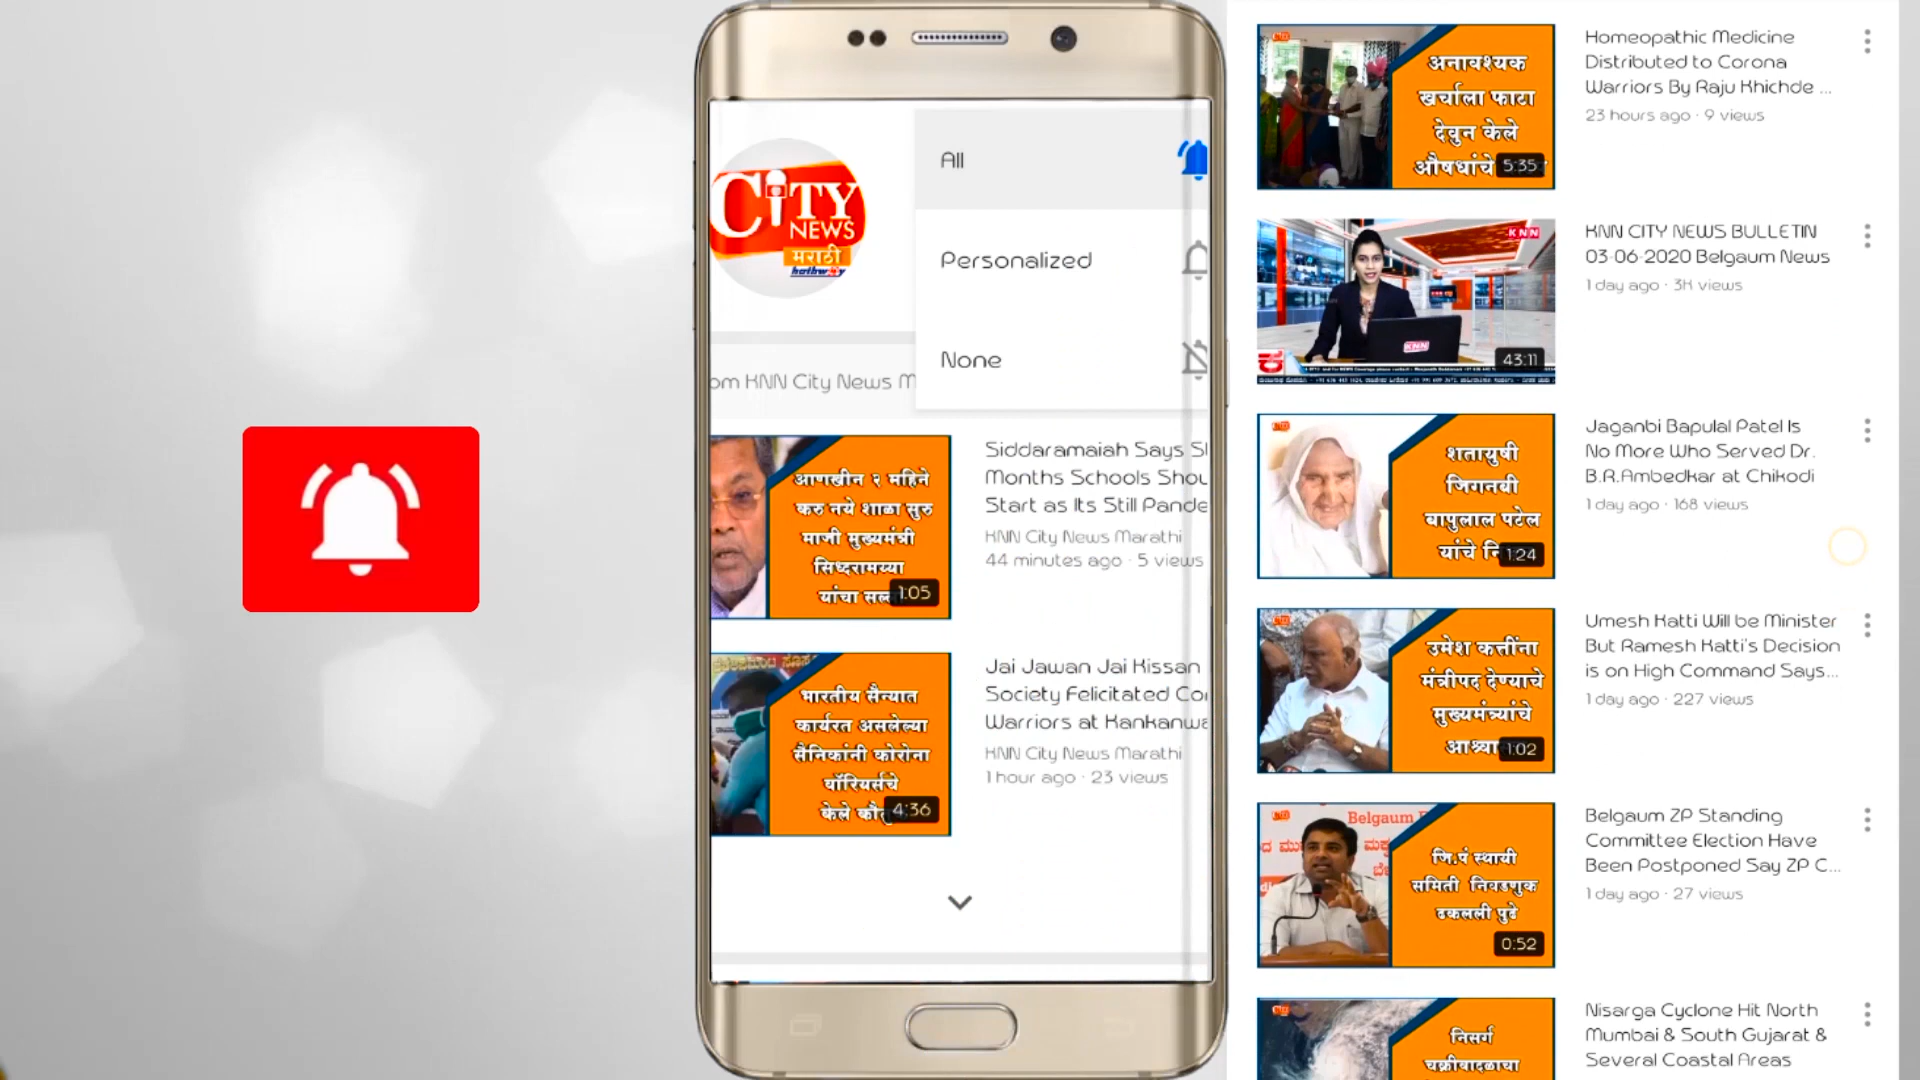 CITY
NEWS
मराठी
hathway
All
Personalized
None
om KNN City News M
आणखीन २ महिने
करु नये शाळा सुरु
माजी मुख्यमंत्री
सिध्दरामय्या
यांचा
1:05
Siddaramaiah Says
Months Schools
Start as Its Still
KNN City News Marathi
44 minutes ago · 5 views
भारतीय सैन्यात
कार्यरत असलेल्या
सैनिकांनी कोरोना
वॉरियर्सचे
केले
4:36
Jai Jawan Jai Kissan
Society Felicitated
Warriors at
KNN City News Marathi
1 hour ago · 23 views
अनावश्यक
खर्चाला फाटा
देवुन केले
औषधांचे
5:35
Homeopathic Medicine
Distributed to Corona
Warriors By Raju Khichde ...
23 hours ago · 9 views
KNN
KNN
43:11
KNN CITY NEWS BULLETIN
03-06-2020 Belgaum News
1 day ago · 3K views
शतायुषी
जिगनबी
बापुलाल पटेल
यांचे
1:24
Jaganbi Bapulal Patel Is
No More Who Served Dr.
B.R.Ambedkar at Chikodi
1 day ago · 168 views
उमेश कत्तींना
मंत्रीपद देण्याचे
मुख्यमंत्र्यांचे
1:02
Umesh Katti Will be Minister
But Ramesh Katti's Decision
is on High Command Says...
1 day ago · 227 views
Belgaum
जि.पं स्थायी
समिती निवडणुक
ढकलली पुढे
0:52
Belgaum ZP Standing
Committee Election Have
Been Postponed Say ZP C...
1 day ago · 27 views
निसर्ग
चक्रीवादळाचा
Nisarga Cyclone Hit North
Mumbai & South Gujarat &
Several Coastal Areas